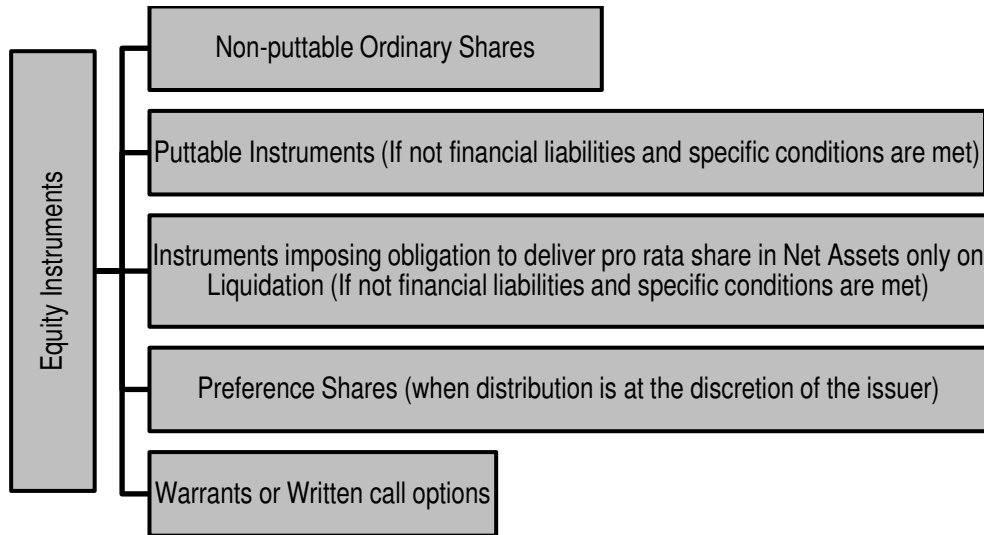 Equity Instruments
Non-puttable Ordinary Shares
Puttable Instruments (If not financial liabilities and specific conditions are met)
Instruments imposing obligation to deliver pro rata share in Net Assets only on
Liquidation (If not financial liabilities and specific conditions are met)
Preference Shares (when distribution is at the discretion of the issuer)
Warrants or Written call options